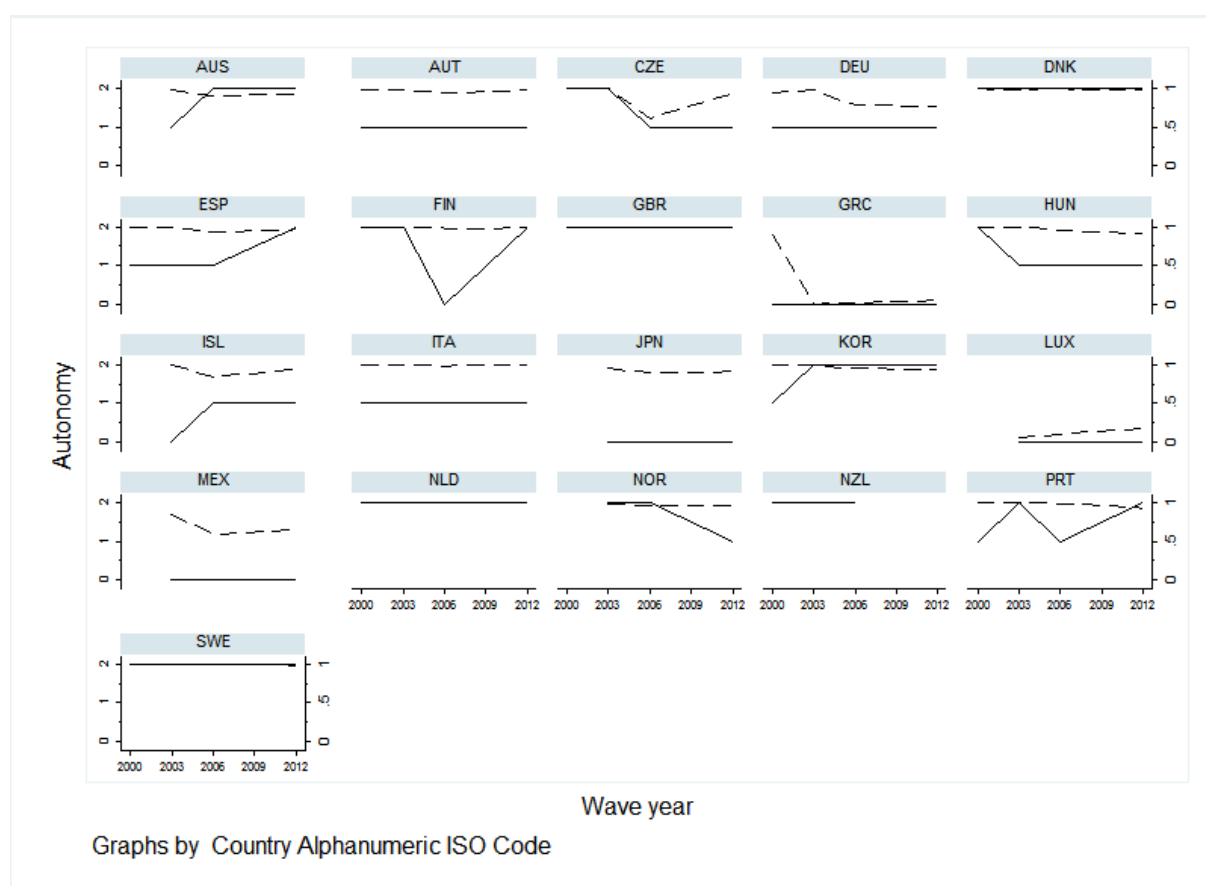 AUS AUT CZE DEU DNK
2 1
1 .5
0 0
ESP FIN GBR GRC HUN
2 1
1 .5
0 0
ISL ITA JPN KOR LUX
2 1
1 .5
0 0
MEX NLD NOR NZL PRT
2 1
1 .5
0 0
2000 2003 2006 2009 2012 2000 2003 2006 2009 2012 2000 2003 2006 2009 2012 2000 2003 2006 2009 2012
SWE
2 1
1 .5
0 0
2000 2003 2006 2009 2012
Autonomy
Wave year
Graphs by Country Alphanumeric ISO Code